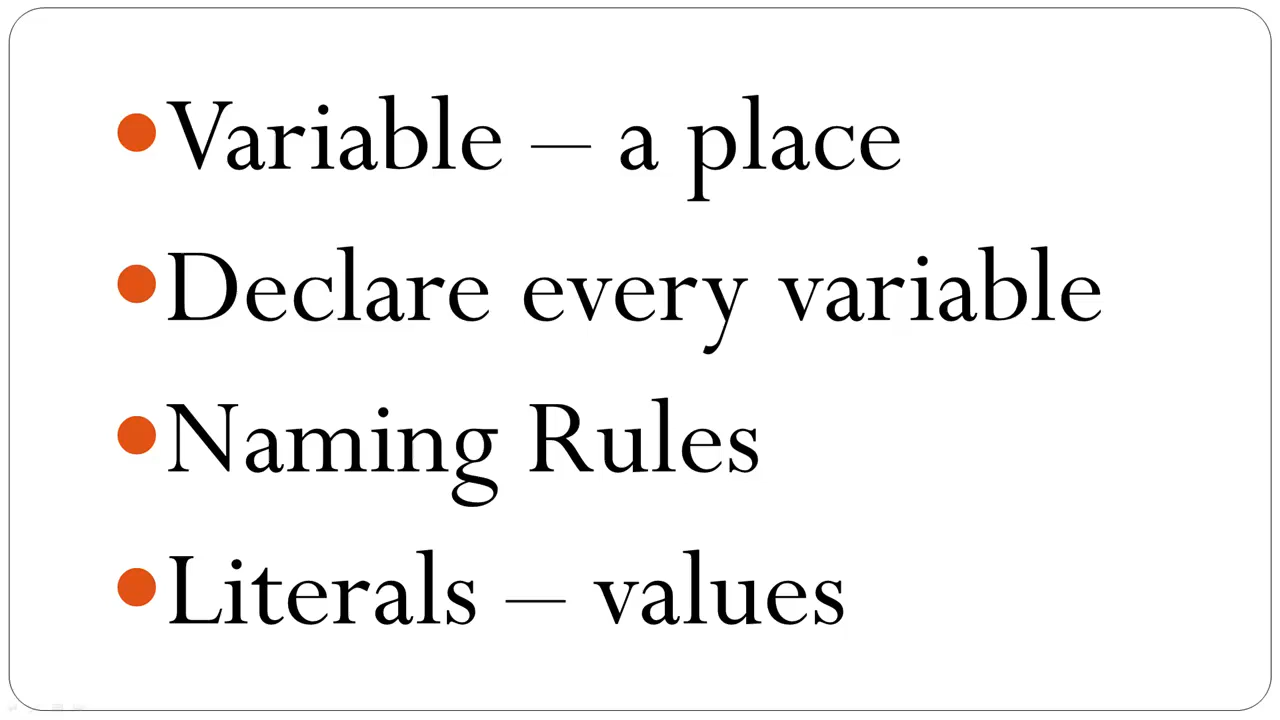 •Variable – a place
•Declare every variable
•Naming Rules
•Literals – values